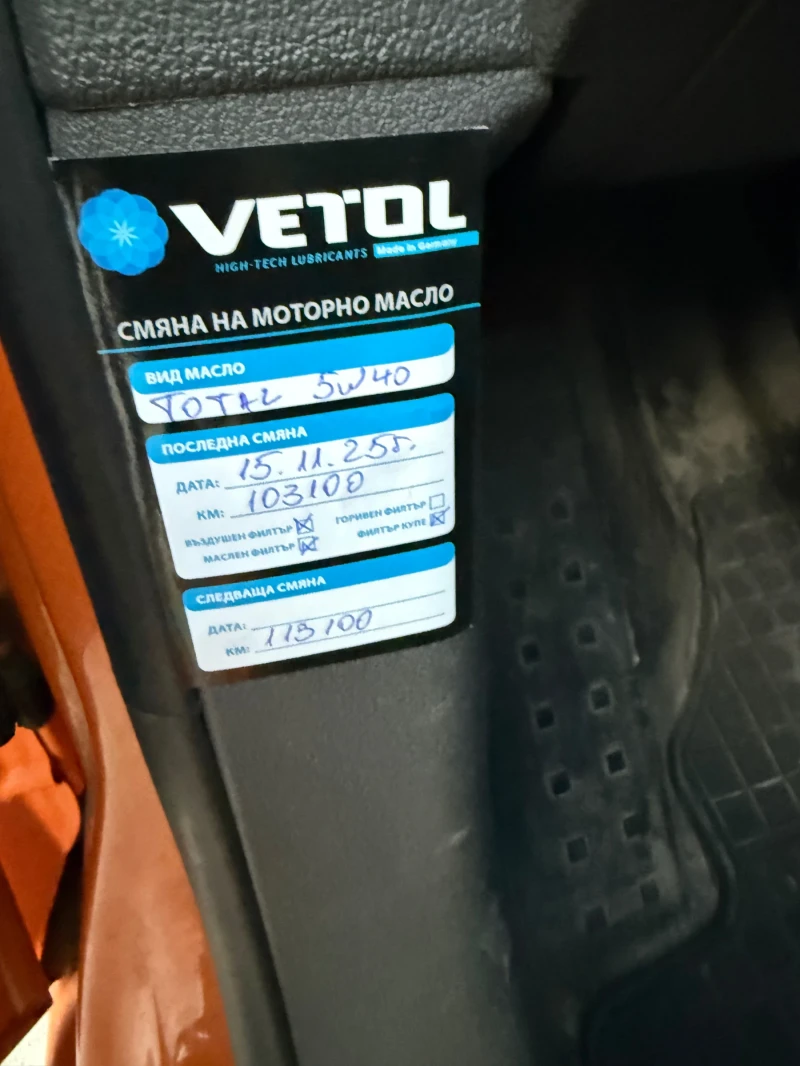 VETOL
HIGH-TECH LUBRICANTS Made in Germany
СМЯНА НА МОТОРНО МАСЛО
ВИД МАСЛО
TOTAL 5W40
ПОСЛЕДНА СМЯНА
ДАТА: 15.11.25г.
КМ: 103100
ВЪЗДУШЕН ФИЛТЪР ГОРИВЕН ФИЛТЪР
МАСЛЕН ФИЛТЪР ФИЛТЪР КУПЕ
СЛЕДВАЩА СМЯНА
ДАТА:
КМ: 113100